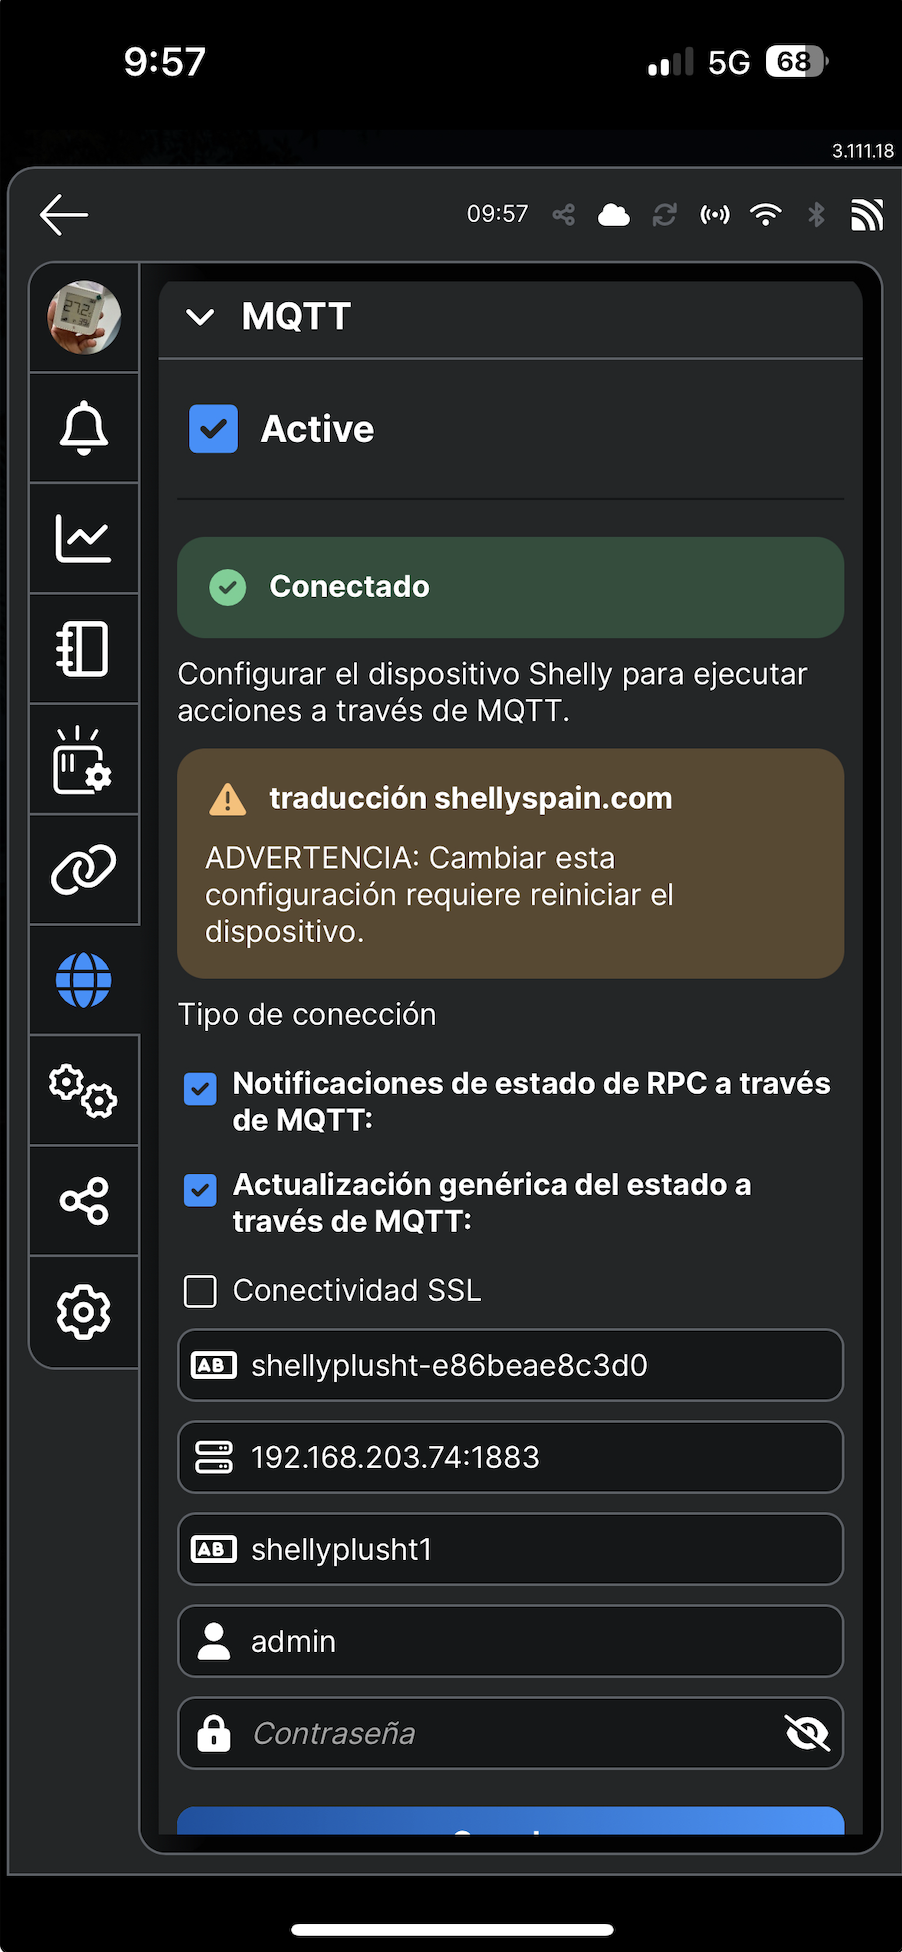 9:57
5G
68
3.111.18
09:57
MQTT
Active
Conectado
Configurar el dispositivo Shelly para ejecutar
acciones a través de MQTT.
traducción shellyspain.com
ADVERTENCIA: Cambiar esta
configuración requiere reiniciar el
dispositivo.
Tipo de conección
Notificaciones de estado de RPC a través
de MQTT:
Actualización genérica del estado a
través de MQTT:
Conectividad SSL
AB shellyplusht-e86beae8c3d0
192.168.203.74:1883
AB shellyplusht1
admin
Contraseña